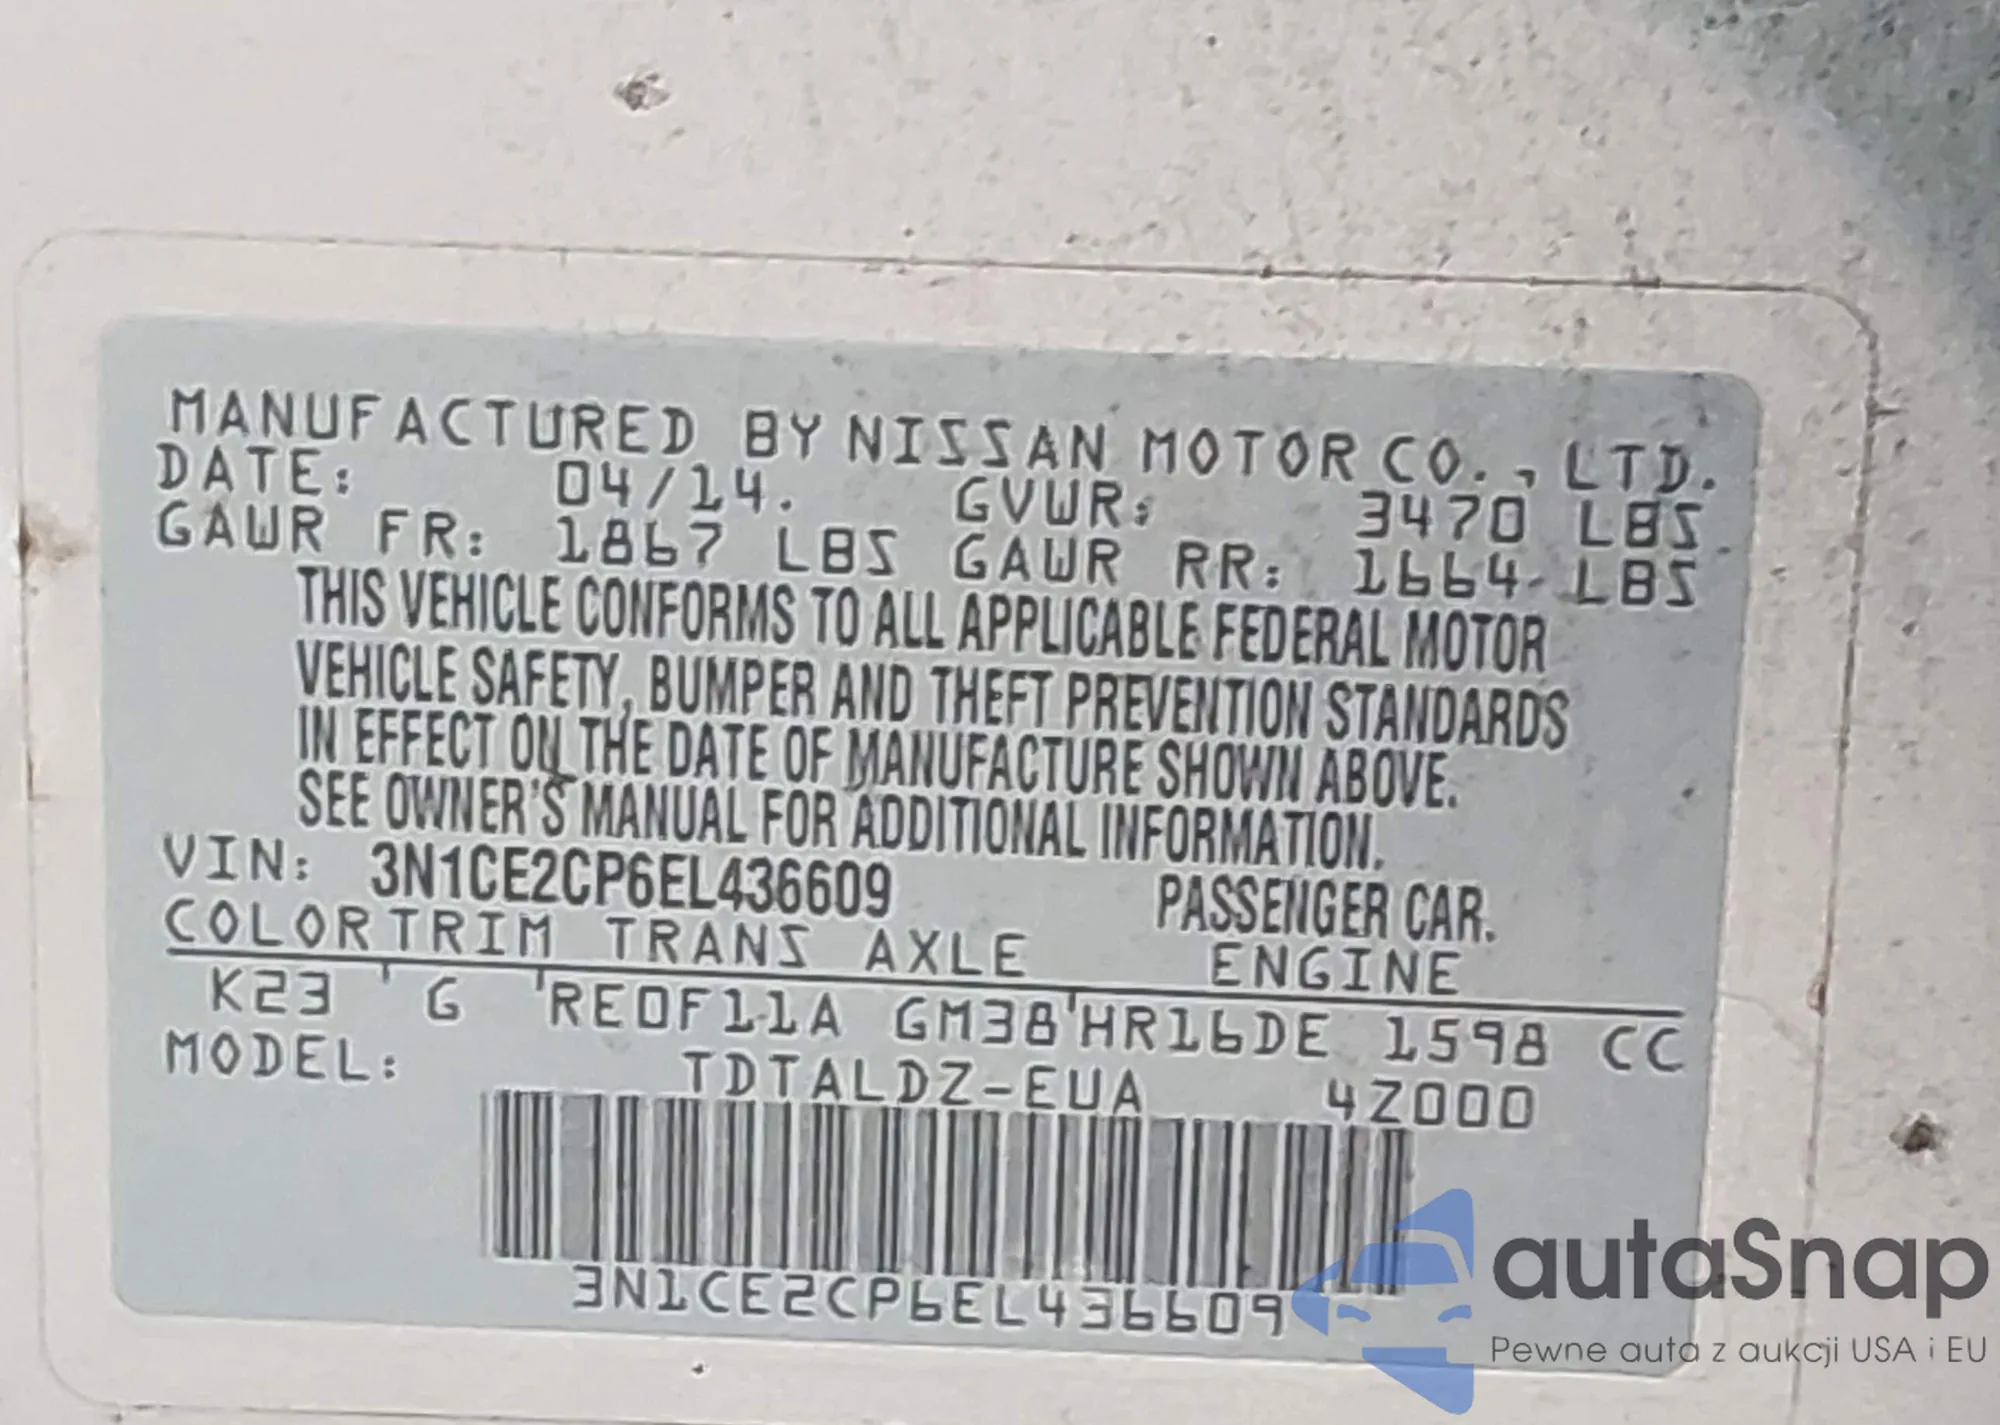 MANUFACTURED BY NISSAN MOTOR CO., LTD.
DATE: 04/14. GVWR: 3470 LBS
GAWR FR: 1867 LBS GAWR RR: 1664 LBS
THIS VEHICLE CONFORMS TO ALL APPLICABLE FEDERAL MOTOR
VEHICLE SAFETY, BUMPER AND THEFT PREVENTION STANDARDS
IN EFFECT ON THE DATE OF MANUFACTURE SHOWN ABOVE.
SEE OWNER'S MANUAL FOR ADDITIONAL INFORMATION.
VIN: 3N1CE2CP6EL436609 PASSENGER CAR.
COLOR TRIM TRANS AXLE ENGINE
K23 G RE0F11A GM38 HR16DE 1598 CC
MODEL: TDTALDZ-EUA 4Z000
3N1CE2CP6EL436609
autaSnap
Pewne auta z aukcji USA i EU